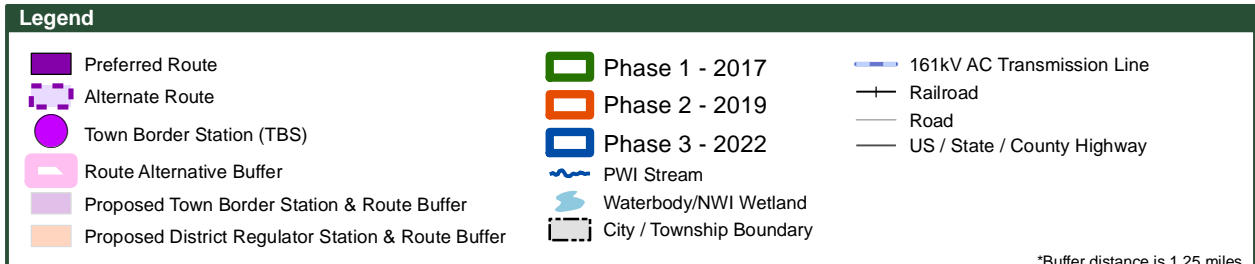 Legend
Preferred Route
Alternate Route
Town Border Station (TBS)
Route Alternative Buffer
Proposed Town Border Station & Route Buffer
Proposed District Regulator Station & Route Buffer
Phase 1 - 2017
Phase 2 - 2019
Phase 3 - 2022
PWI Stream
Waterbody/NWI Wetland
City / Township Boundary
161kV AC Transmission Line
Railroad
Road
US / State / County Highway
*Buffer distance is 1.25 miles